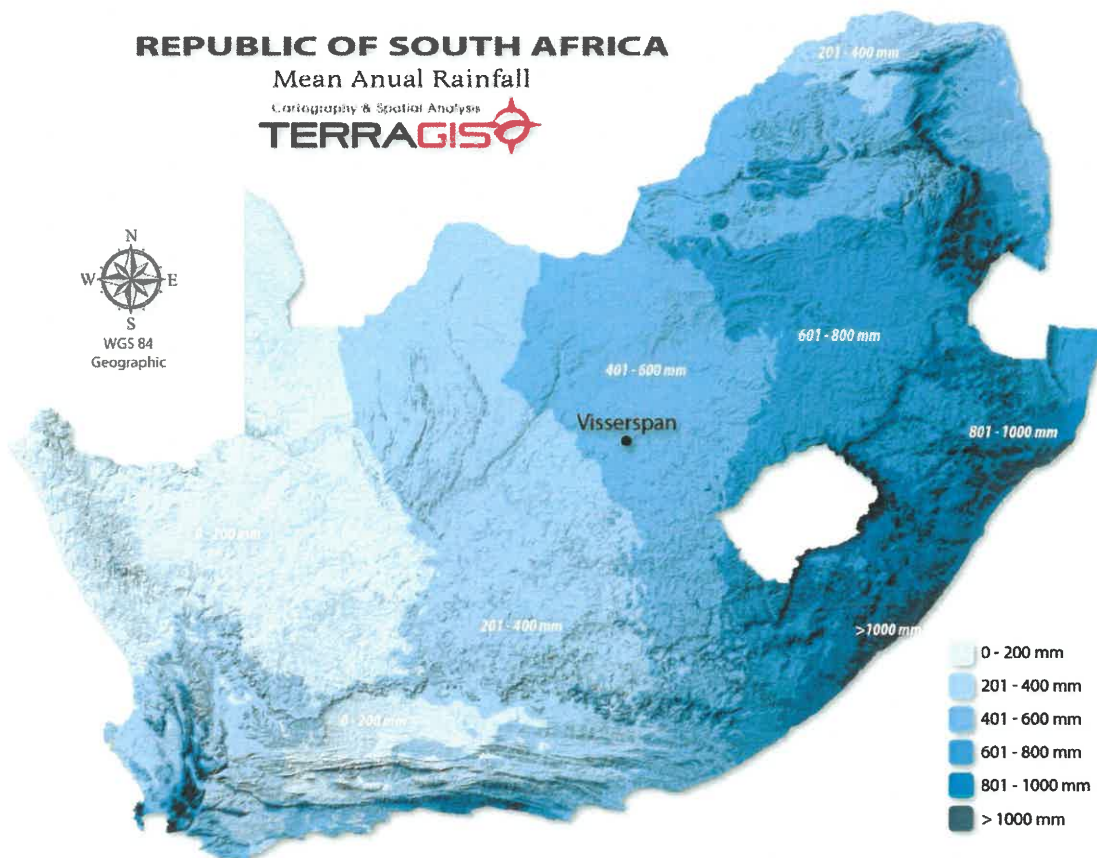 REPUBLIC OF SOUTH AFRICA
Mean Anual Rainfall
Cartography & Spatial Analysis
TERRAGIS
201 - 400 mm
N
W E
S
WGS 84
Geographic
601 - 800 mm
401 - 600 mm
Visserspan
801 - 1000 mm
0 - 200 mm
201 - 400 mm
>1000 mm
0 - 200 mm
0 - 200 mm
201 - 400 mm
401 - 600 mm
601 - 800 mm
801 - 1000 mm
> 1000 mm